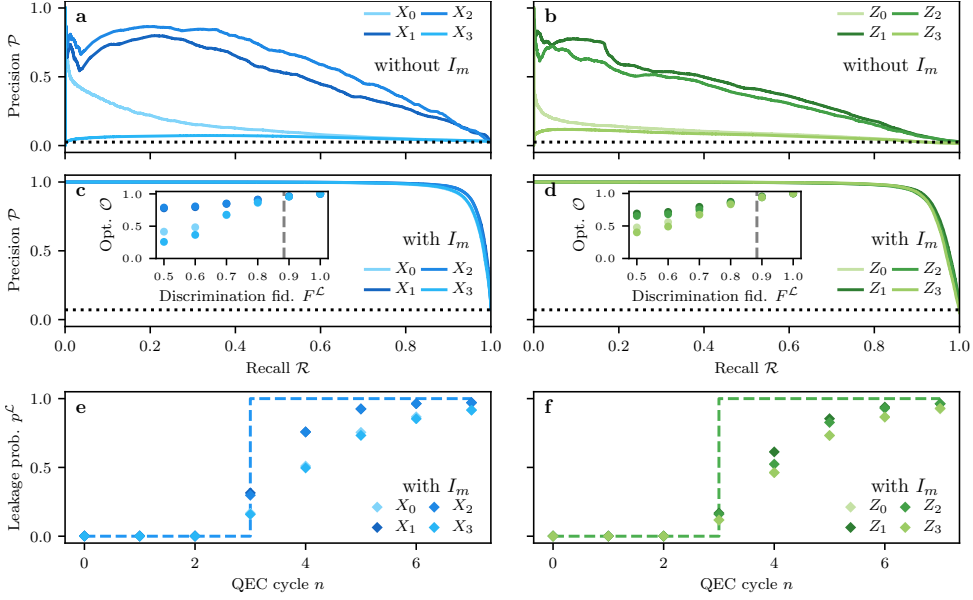 a
X₀ X₂
X₁ X₃
without Iₘ
Precision 𝒫
1.0
0.5
0.0
b
Z₀ Z₂
Z₁ Z₃
without Iₘ
c
Opt. 𝒪
1.0
0.5
0.0
0.5 0.6 0.7 0.8 0.9 1.0
Discrimination fid. F^ℒ
with Iₘ
X₀ X₂
X₁ X₃
Precision 𝒫
1.0
0.5
0.0
0.0 0.2 0.4 0.6 0.8 1.0
Recall ℛ
d
Opt. 𝒪
1.0
0.5
0.0
0.5 0.6 0.7 0.8 0.9 1.0
Discrimination fid. F^ℒ
with Iₘ
Z₀ Z₂
Z₁ Z₃
0.0 0.2 0.4 0.6 0.8 1.0
Recall ℛ
e
with Iₘ
X₀ X₂
X₁ X₃
Leakage prob. p^ℒ
1.0
0.5
0.0
0 2 4 6
QEC cycle n
f
with Iₘ
Z₀ Z₂
Z₁ Z₃
0 2 4 6
QEC cycle n